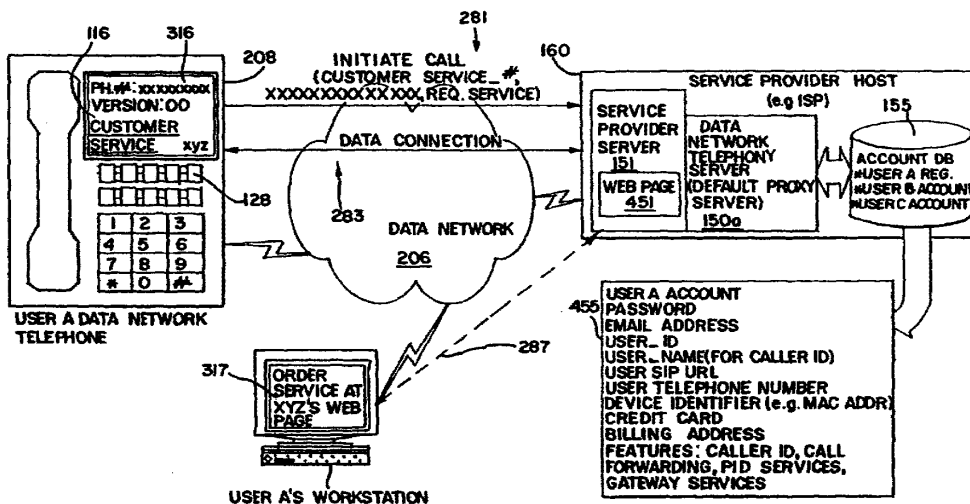 116
316
208
PH.#: xxxxxxxxx
VERSION: OO
CUSTOMER
SERVICE xyz
128
1 2 3
4 5 6
7 8 9
* 0 #
USER A DATA NETWORK
TELEPHONE
281
INITIATE CALL
(CUSTOMER SERVICE_#,
XXXXXXXXXXXXXX, REQ. SERVICE)
DATA CONNECTION
283
DATA NETWORK
206
160
SERVICE PROVIDER HOST
(e.g ISP)
SERVICE
PROVIDER
SERVER
151
WEB PAGE
451
DATA
NETWORK
TELEPHONY
SERVER
(DEFAULT PROXY
SERVER)
150a
155
ACCOUNT DB
*USER A REG.
*USER B ACCOUNT
*USER C ACCOUNT
287
317
ORDER
SERVICE AT
XYZ'S WEB
PAGE
USER A'S WORKSTATION
455
USER A ACCOUNT
PASSWORD
EMAIL ADDRESS
USER_ID
USER_NAME(FOR CALLER ID)
USER SIP URL
USER TELEPHONE NUMBER
DEVICE IDENTIFIER (e.g. MAC ADDR)
CREDIT CARD
BILLING ADDRESS
FEATURES: CALLER ID, CALL
FORWARDING, PID SERVICES,
GATEWAY SERVICES